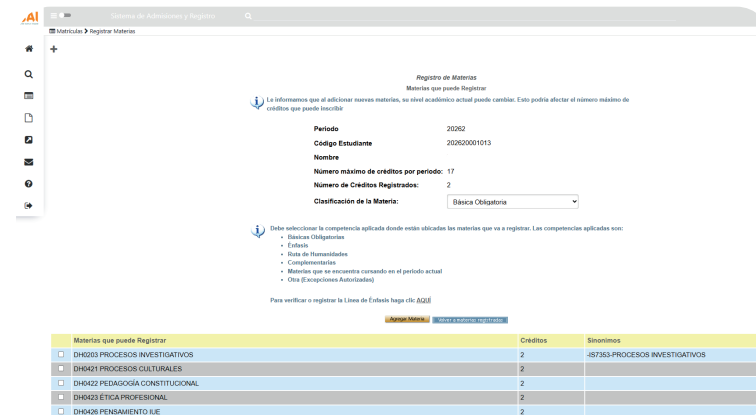 .AI
Sistema de Admisiones y Registro
Matrículas ❯ Registrar Materias
Registro de Materias
Materias que puede Registrar
Le informamos que al adicionar nuevas materias, su nivel académico actual puede cambiar. Esto podría afectar el número máximo de
créditos que puede inscribir
Periodo 20262
Código Estudiante 202620001013
Nombre
Número máximo de créditos por periodo: 17
Número de Créditos Registrados: 2
Clasificación de la Materia: Básica Obligatoria
Debe seleccionar la competencia aplicada donde están ubicadas las materias que va a registrar. Las competencias aplicadas son:
• Básicas Obligatorias
• Énfasis
• Ruta de Humanidades
• Complementarias
• Materias que se encuentra cursando en el periodo actual
• Otra (Excepciones Autorizadas)
Para verificar o registrar la Línea de Énfasis haga clic AQUÍ
Agregar Materia Volver a materias registradas
Materias que puede Registrar Créditos Sinonimos
DH0203 PROCESOS INVESTIGATIVOS 2 -IS7353-PROCESOS INVESTIGATIVOS
DH0421 PROCESOS CULTURALES 2
DH0422 PEDAGOGÍA CONSTITUCIONAL 2
DH0423 ÉTICA PROFESIONAL 2
DH0426 PENSAMIENTO IUE 2